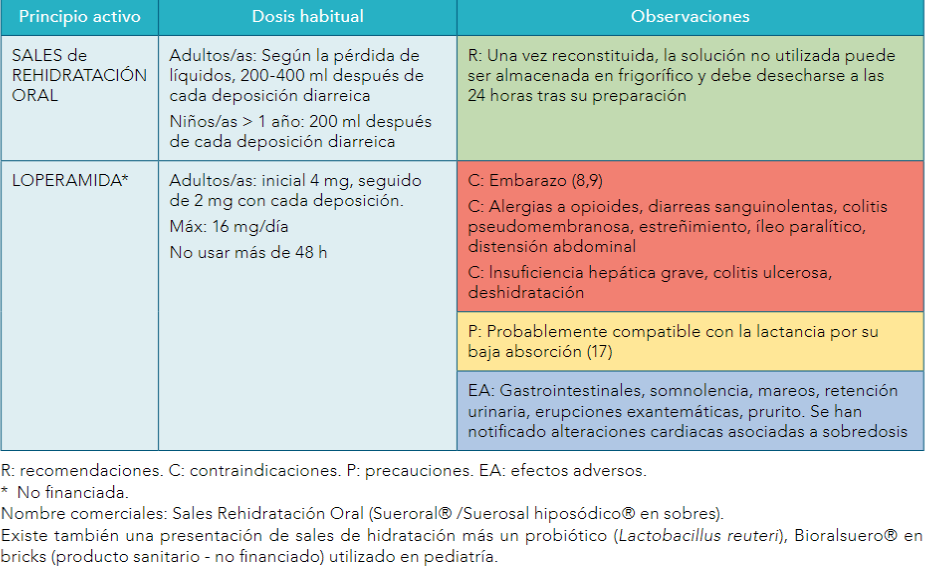 Principio activo
Dosis habitual
Observaciones
SALES de
REHIDRATACIÓN
ORAL
Adultos/as: Según la pérdida de
líquidos, 200-400 ml después de
cada deposición diarreica
Niños/as > 1 año: 200 ml después
de cada deposición diarreica
R: Una vez reconstituida, la solución no utilizada puede
ser almacenada en frigorífico y debe desecharse a las
24 horas tras su preparación
LOPERAMIDA*
Adultos/as: inicial 4 mg, seguido
de 2 mg con cada deposición.
Máx: 16 mg/día
No usar más de 48 h
C: Embarazo (8,9)
C: Alergias a opioides, diarreas sanguinolentas, colitis
pseudomembranosa, estreñimiento, íleo paralítico,
distensión abdominal
C: Insuficiencia hepática grave, colitis ulcerosa,
deshidratación
P: Probablemente compatible con la lactancia por su
baja absorción (17)
EA: Gastrointestinales, somnolencia, mareos, retención
urinaria, erupciones exantemáticas, prurito. Se han
notificado alteraciones cardiacas asociadas a sobredosis
R: recomendaciones. C: contraindicaciones. P: precauciones. EA: efectos adversos.
* No financiada.
Nombre comerciales: Sales Rehidratación Oral (Sueroral® /Suerosal hiposódico® en sobres).
Existe también una presentación de sales de hidratación más un probiótico (Lactobacillus reuteri), Bioralsuero® en
bricks (producto sanitario - no financiado) utilizado en pediatría.